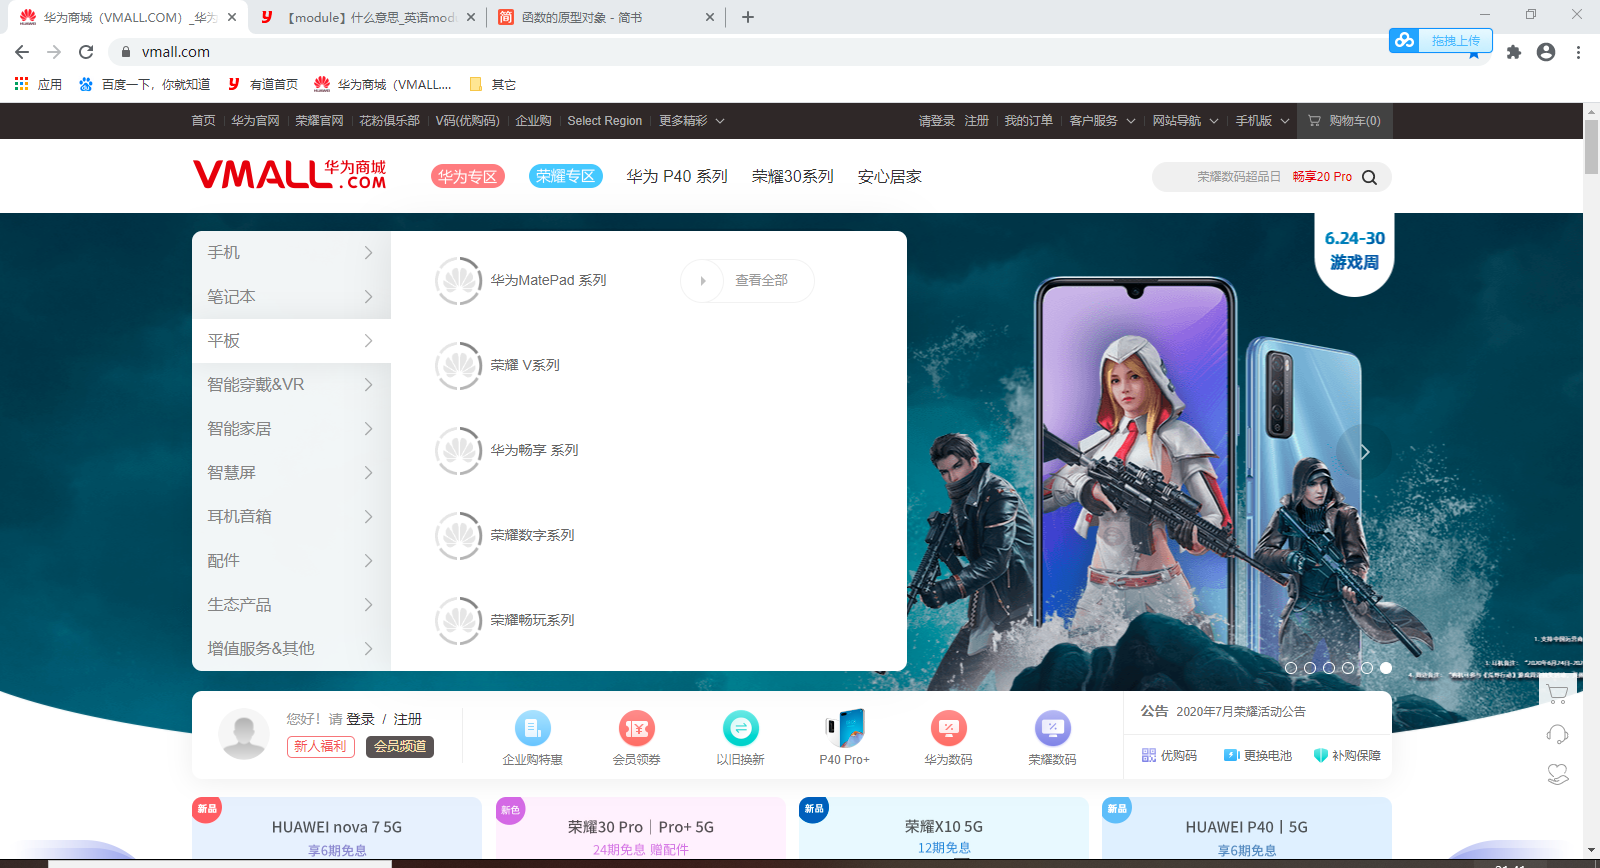 华为商城（VMALL.COM）_华为
【module】什么意思_英语modu
函数的原型对象 - 简书
vmall.com
拖拽上传
应用
百度一下，你就知道
有道首页
华为商城（VMALL....
其它
首页
华为官网
荣耀官网
花粉俱乐部
V码(优购码)
企业购
Select Region
更多精彩
请登录
注册
我的订单
客户服务
网站导航
手机版
购物车(0)
VMALL 华为商城 .COM
华为专区
荣耀专区
华为 P40 系列
荣耀30系列
安心居家
荣耀数码超品日
畅享20 Pro
6.24-30
游戏周
手机
笔记本
平板
智能穿戴&VR
智能家居
智慧屏
耳机音箱
配件
生态产品
增值服务&其他
华为MatePad 系列
查看全部
荣耀 V系列
华为畅享 系列
荣耀数字系列
荣耀畅玩系列
您好！请 登录 / 注册
新人福利
会员频道
企业购特惠
会员领券
以旧换新
P40 Pro+
华为数码
荣耀数码
公告 2020年7月荣耀活动公告
优购码
更换电池
补购保障
新品
HUAWEI nova 7 5G
享6期免息
新色
荣耀30 Pro｜Pro+ 5G
24期免息 赠配件
新品
荣耀X10 5G
12期免息
新品
HUAWEI P40丨5G
享6期免息